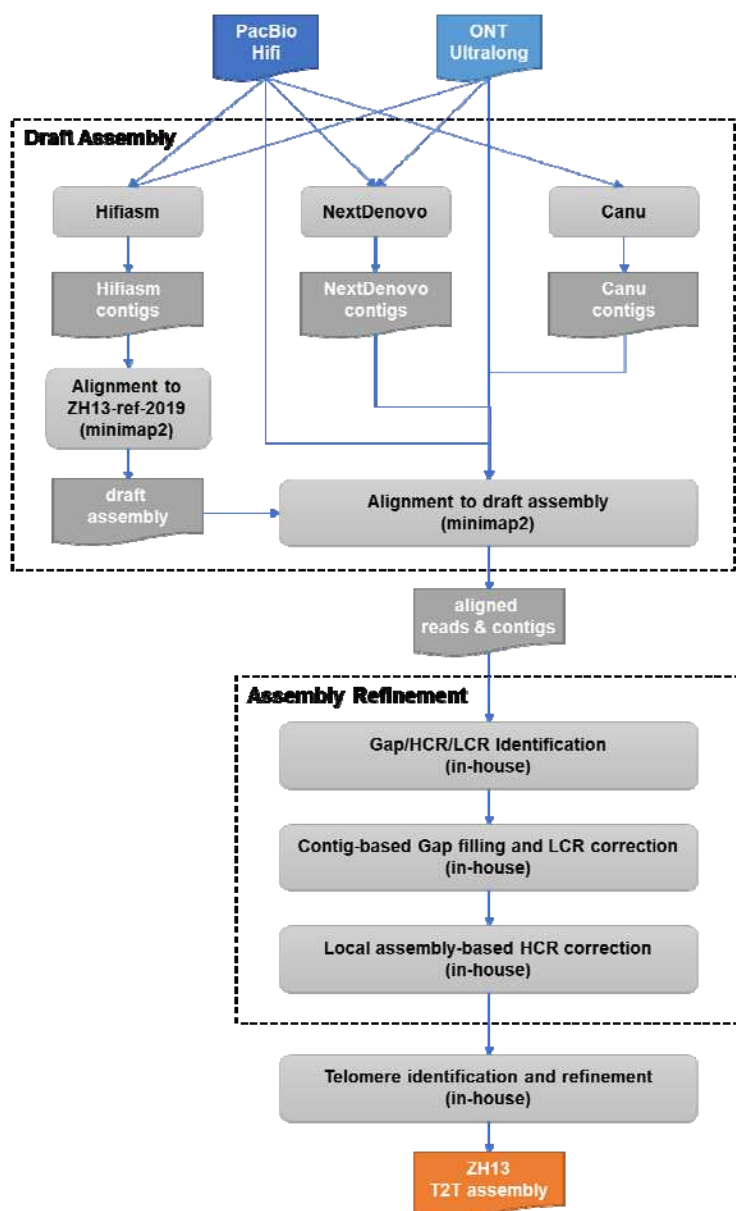 PacBio
Hifi
ONT
Ultralong
Draft Assembly
Hifiasm
NextDenovo
Canu
Hifiasm
contigs
NextDenovo
contigs
Canu
contigs
Alignment to
ZH13-ref-2019
(minimap2)
draft
assembly
Alignment to draft assembly
(minimap2)
aligned
reads & contigs
Assembly Refinement
Gap/HCR/LCR Identification
(in-house)
Contig-based Gap filling and LCR correction
(in-house)
Local assembly-based HCR correction
(in-house)
Telomere identification and refinement
(in-house)
ZH13
T2T assembly